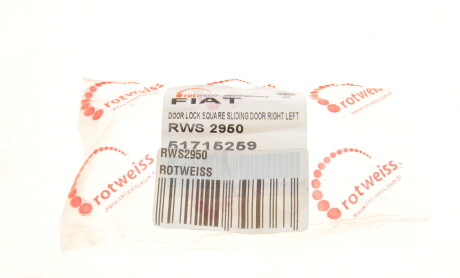 FIAT
DOOR LOCK SQUARE SLIDING DOOR RIGHT LEFT
RWS 2950
51715259
RWS2950
ROTWEISS
rotweiss
rotweiss
rotweiss
rotweiss